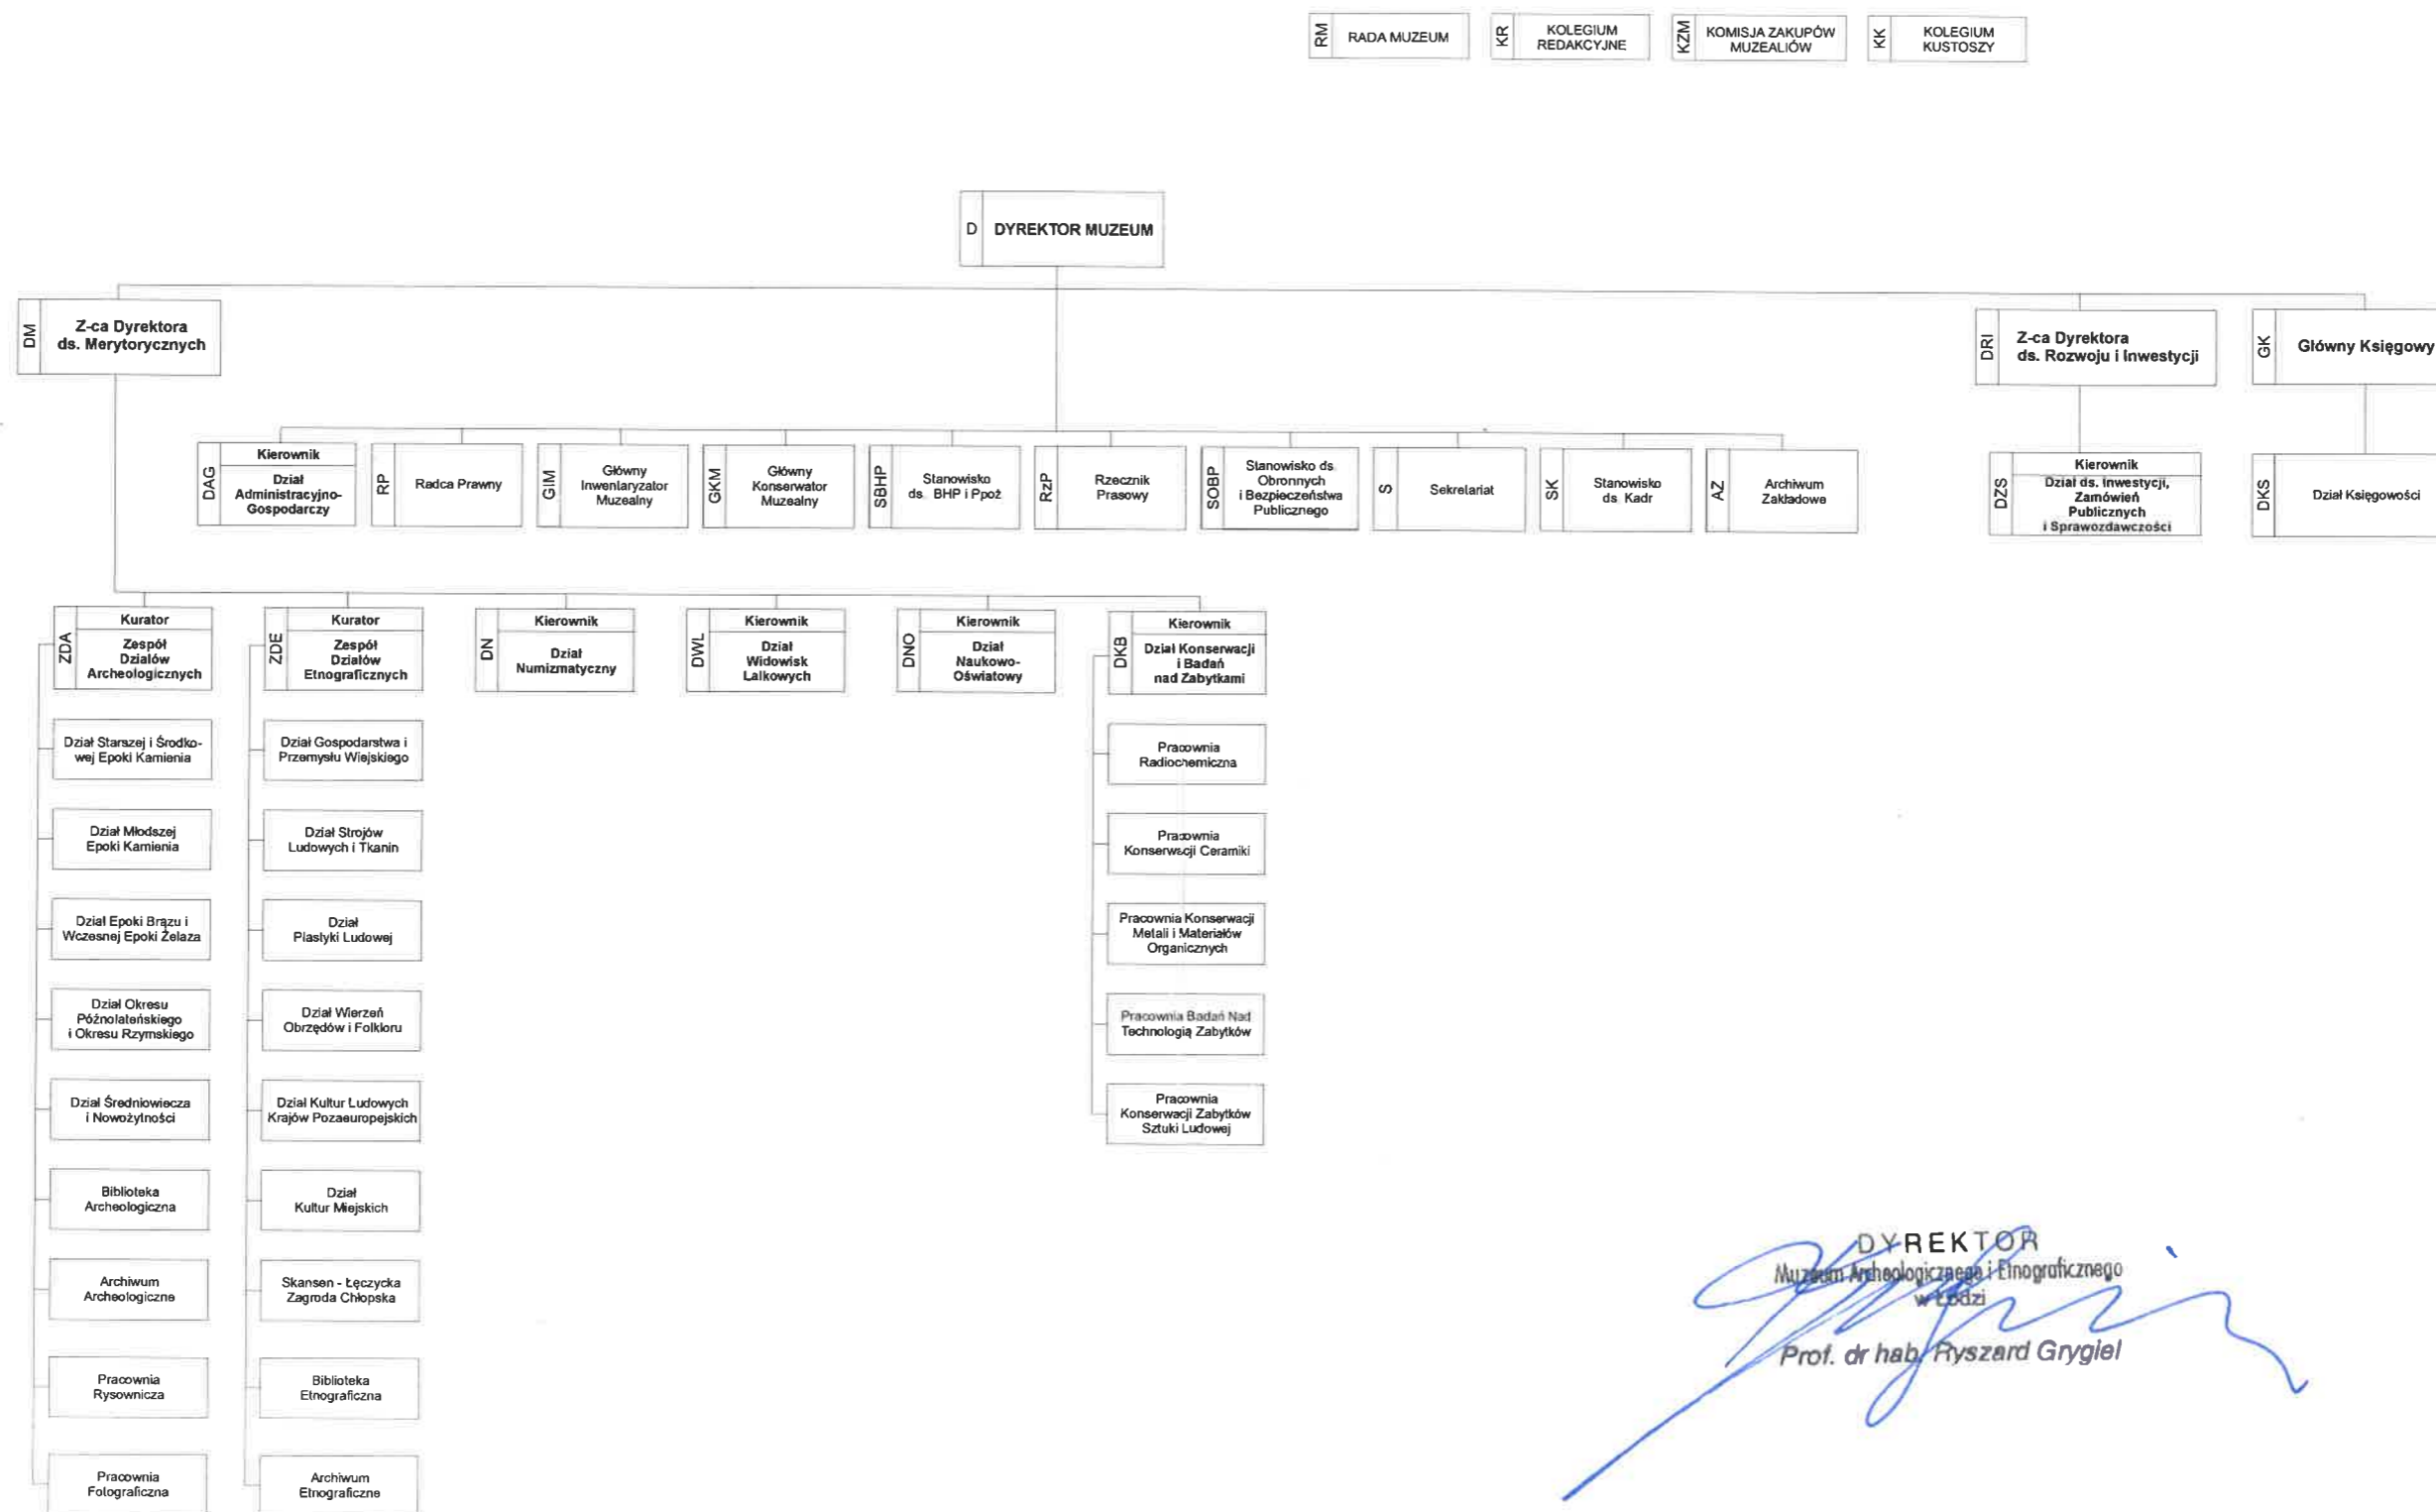 RM
RADA MUZEUM
KR
KOLEGIUM
REDAKCYJNE
KZM
KOMISJA ZAKUPÓW
MUZEALIÓW
KK
KOLEGIUM
KUSTOSZY
D
DYREKTOR MUZEUM
DM
Z-ca Dyrektora
ds. Merytorycznych
DRI
Z-ca Dyrektora
ds. Rozwoju i Inwestycji
GK
Główny Księgowy
DAG
Kierownik
Dział
Administracyjno-
Gospodarczy
RP
Radca Prawny
GIM
Główny
Inwentaryzator
Muzealny
GKM
Główny
Konserwator
Muzealny
SBHP
Stanowisko
ds. BHP i Ppoż
RzP
Rzecznik
Prasowy
SOBP
Stanowisko ds
Obronnych
i Bezpieczeństwa
Publicznego
S
Sekretariat
SK
Stanowisko
ds. Kadr
AZ
Archiwum
Zakładowe
DZS
Kierownik
Dział ds. Inwestycji,
Zamówień
Publicznych
i Sprawozdawczości
DKS
Dział Księgowości
ZDA
Kurator
Zespół
Działów
Archeologicznych
ZDE
Kurator
Zespół
Działów
Etnograficznych
DN
Kierownik
Dział
Numizmatyczny
DWL
Kierownik
Dział
Widowisk
Lalkowych
DNO
Kierownik
Dział
Naukowo-
Oświatowy
DKB
Kierownik
Dział Konserwacji
i Badań
nad Zabytkami
Dział Starszej i Środko-
wej Epoki Kamienia
Dział Młodszej
Epoki Kamienia
Dział Epoki Brązu i
Wczesnej Epoki Żelaza
Dział Okresu
Późnolateńskiego
i Okresu Rzymskiego
Dział Średniowiecza
i Nowożytności
Biblioteka
Archeologiczna
Archiwum
Archeologiczne
Pracownia
Rysownicza
Pracownia
Fotograficzna
Dział Gospodarstwa i
Przemysłu Wiejskiego
Dział Strojów
Ludowych i Tkanin
Dział
Plastyki Ludowej
Dział Wierzeń
Obrzędów i Folkloru
Dział Kultur Ludowych
Krajów Pozaeuropejskich
Dział
Kultur Miejskich
Skansen - Łęczycka
Zagroda Chłopska
Biblioteka
Etnograficzna
Archiwum
Etnograficzne
Pracownia
Radiochemiczna
Pracownia
Konserwacji Ceramiki
Pracownia Konserwacji
Metali i Materiałów
Organicznych
Pracownia Badań Nad
Technologią Zabytków
Pracownia
Konserwacji Zabytków
Sztuki Ludowej
DYREKTOR
Muzeum Archeologicznego i Etnograficznego
w Łodzi
Prof. dr hab. Ryszard Grygiel